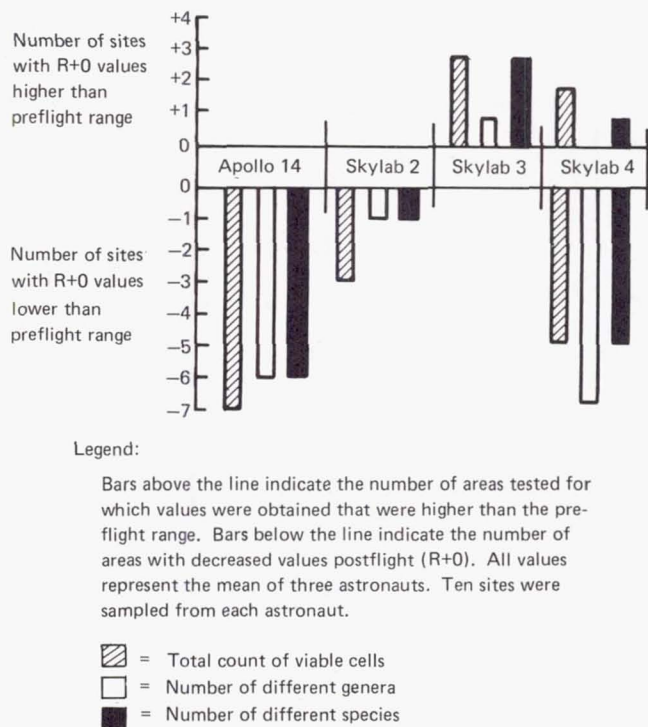 Number of sites
with R+0 values
higher than
preflight range
+4
+3
+2
+1
0
Apollo 14 Skylab 2 Skylab 3 Skylab 4
Number of sites
with R+0 values
lower than
preflight range
0
−1
−2
−3
−4
−5
−6
−7
Legend:
Bars above the line indicate the number of areas tested for
which values were obtained that were higher than the pre-
flight range. Bars below the line indicate the number of
areas with decreased values postflight (R+0). All values
represent the mean of three astronauts. Ten sites were
sampled from each astronaut.
= Total count of viable cells
= Number of different genera
= Number of different species